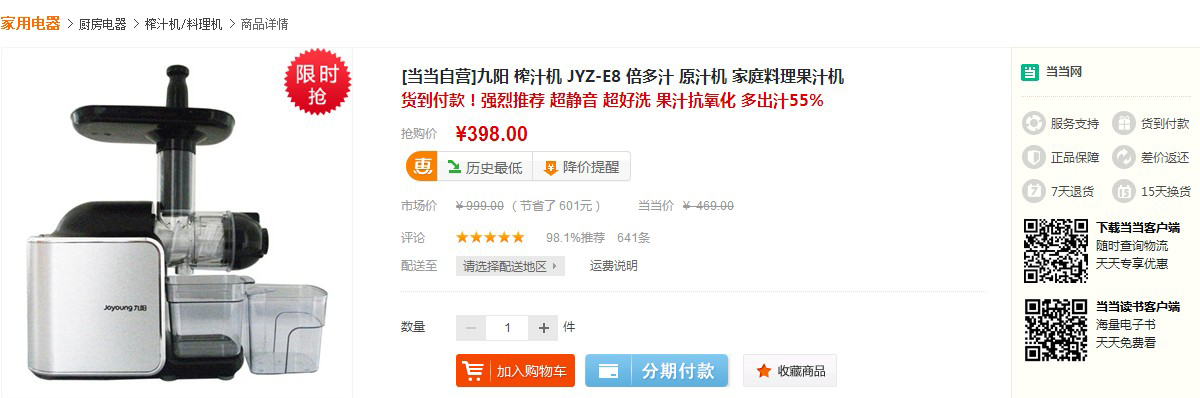 家用电器 > 厨房电器 > 榨汁机/料理机 > 商品详情
限时
抢
Joyoung 九阳
[当当自营]九阳 榨汁机 JYZ-E8 倍多汁 原汁机 家庭料理果汁机
货到付款！强烈推荐 超静音 超好洗 果汁抗氧化 多出汁55%
抢购价 ¥398.00
惠 历史最低 降价提醒
市场价 ¥ 999.00 （节省了 601元） 当当价 ¥ 469.00
评论 98.1%推荐 641条
配送至 请选择配送地区 运费说明
数量 1 件
加入购物车 分期付款 收藏商品
当当网
服务支持 货到付款
正品保障 差价返还
7天退货 15天换货
下载当当客户端
随时查询物流
天天专享优惠
当当读书客户端
海量电子书
天天免费看